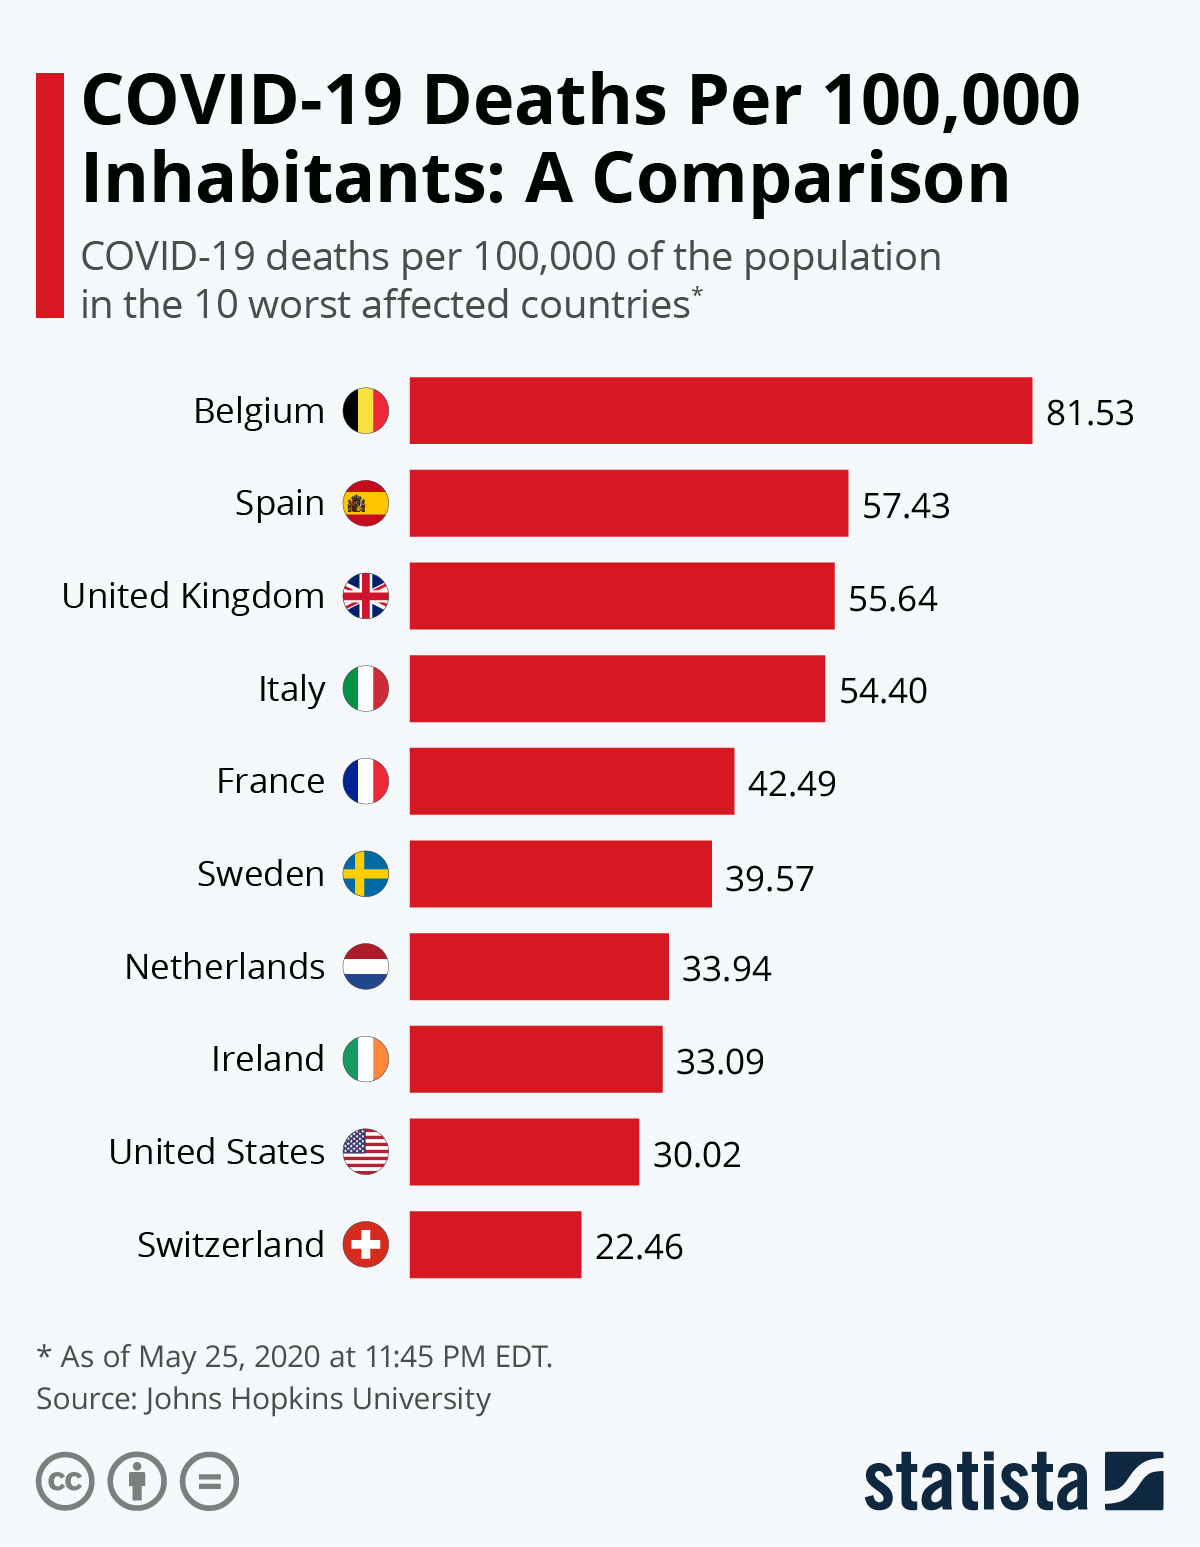 COVID-19 Deaths Per 100,000
Inhabitants: A Comparison
COVID-19 deaths per 100,000 of the population
in the 10 worst affected countries*
Belgium 81.53
Spain 57.43
United Kingdom 55.64
Italy 54.40
France 42.49
Sweden 39.57
Netherlands 33.94
Ireland 33.09
United States 30.02
Switzerland 22.46
* As of May 25, 2020 at 11:45 PM EDT.
Source: Johns Hopkins University
cc =
statista